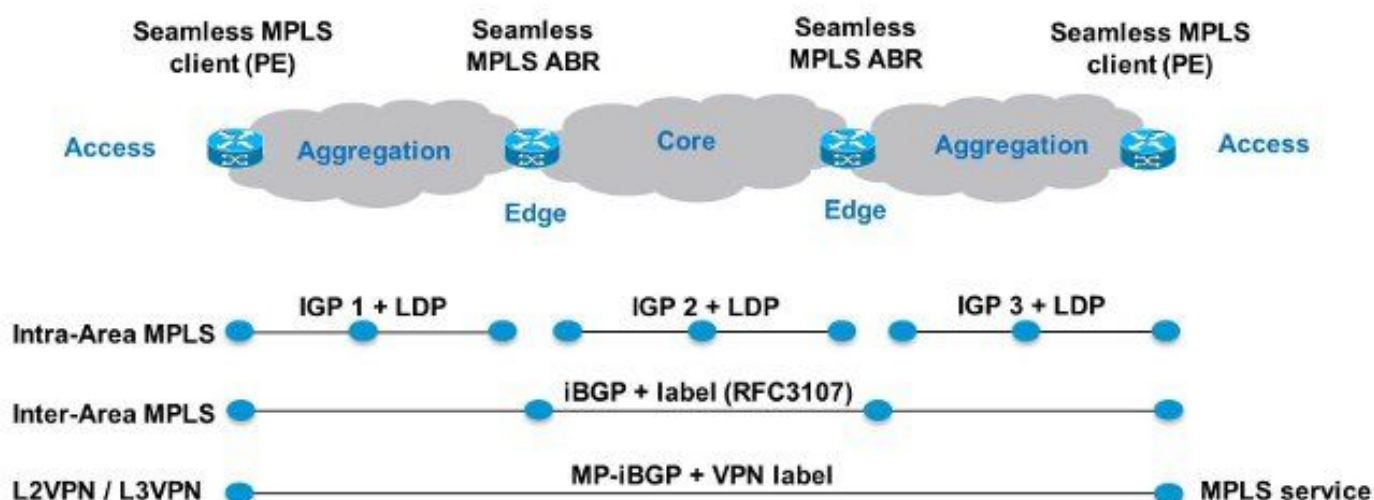 Seamless MPLS
client (PE)
Seamless
MPLS ABR
Seamless
MPLS ABR
Seamless MPLS
client (PE)
Access
Aggregation
Core
Aggregation
Access
Edge
Edge
Intra-Area MPLS
IGP 1 + LDP
IGP 2 + LDP
IGP 3 + LDP
Inter-Area MPLS
iBGP + label (RFC3107)
L2VPN / L3VPN
MP-iBGP + VPN label
MPLS service